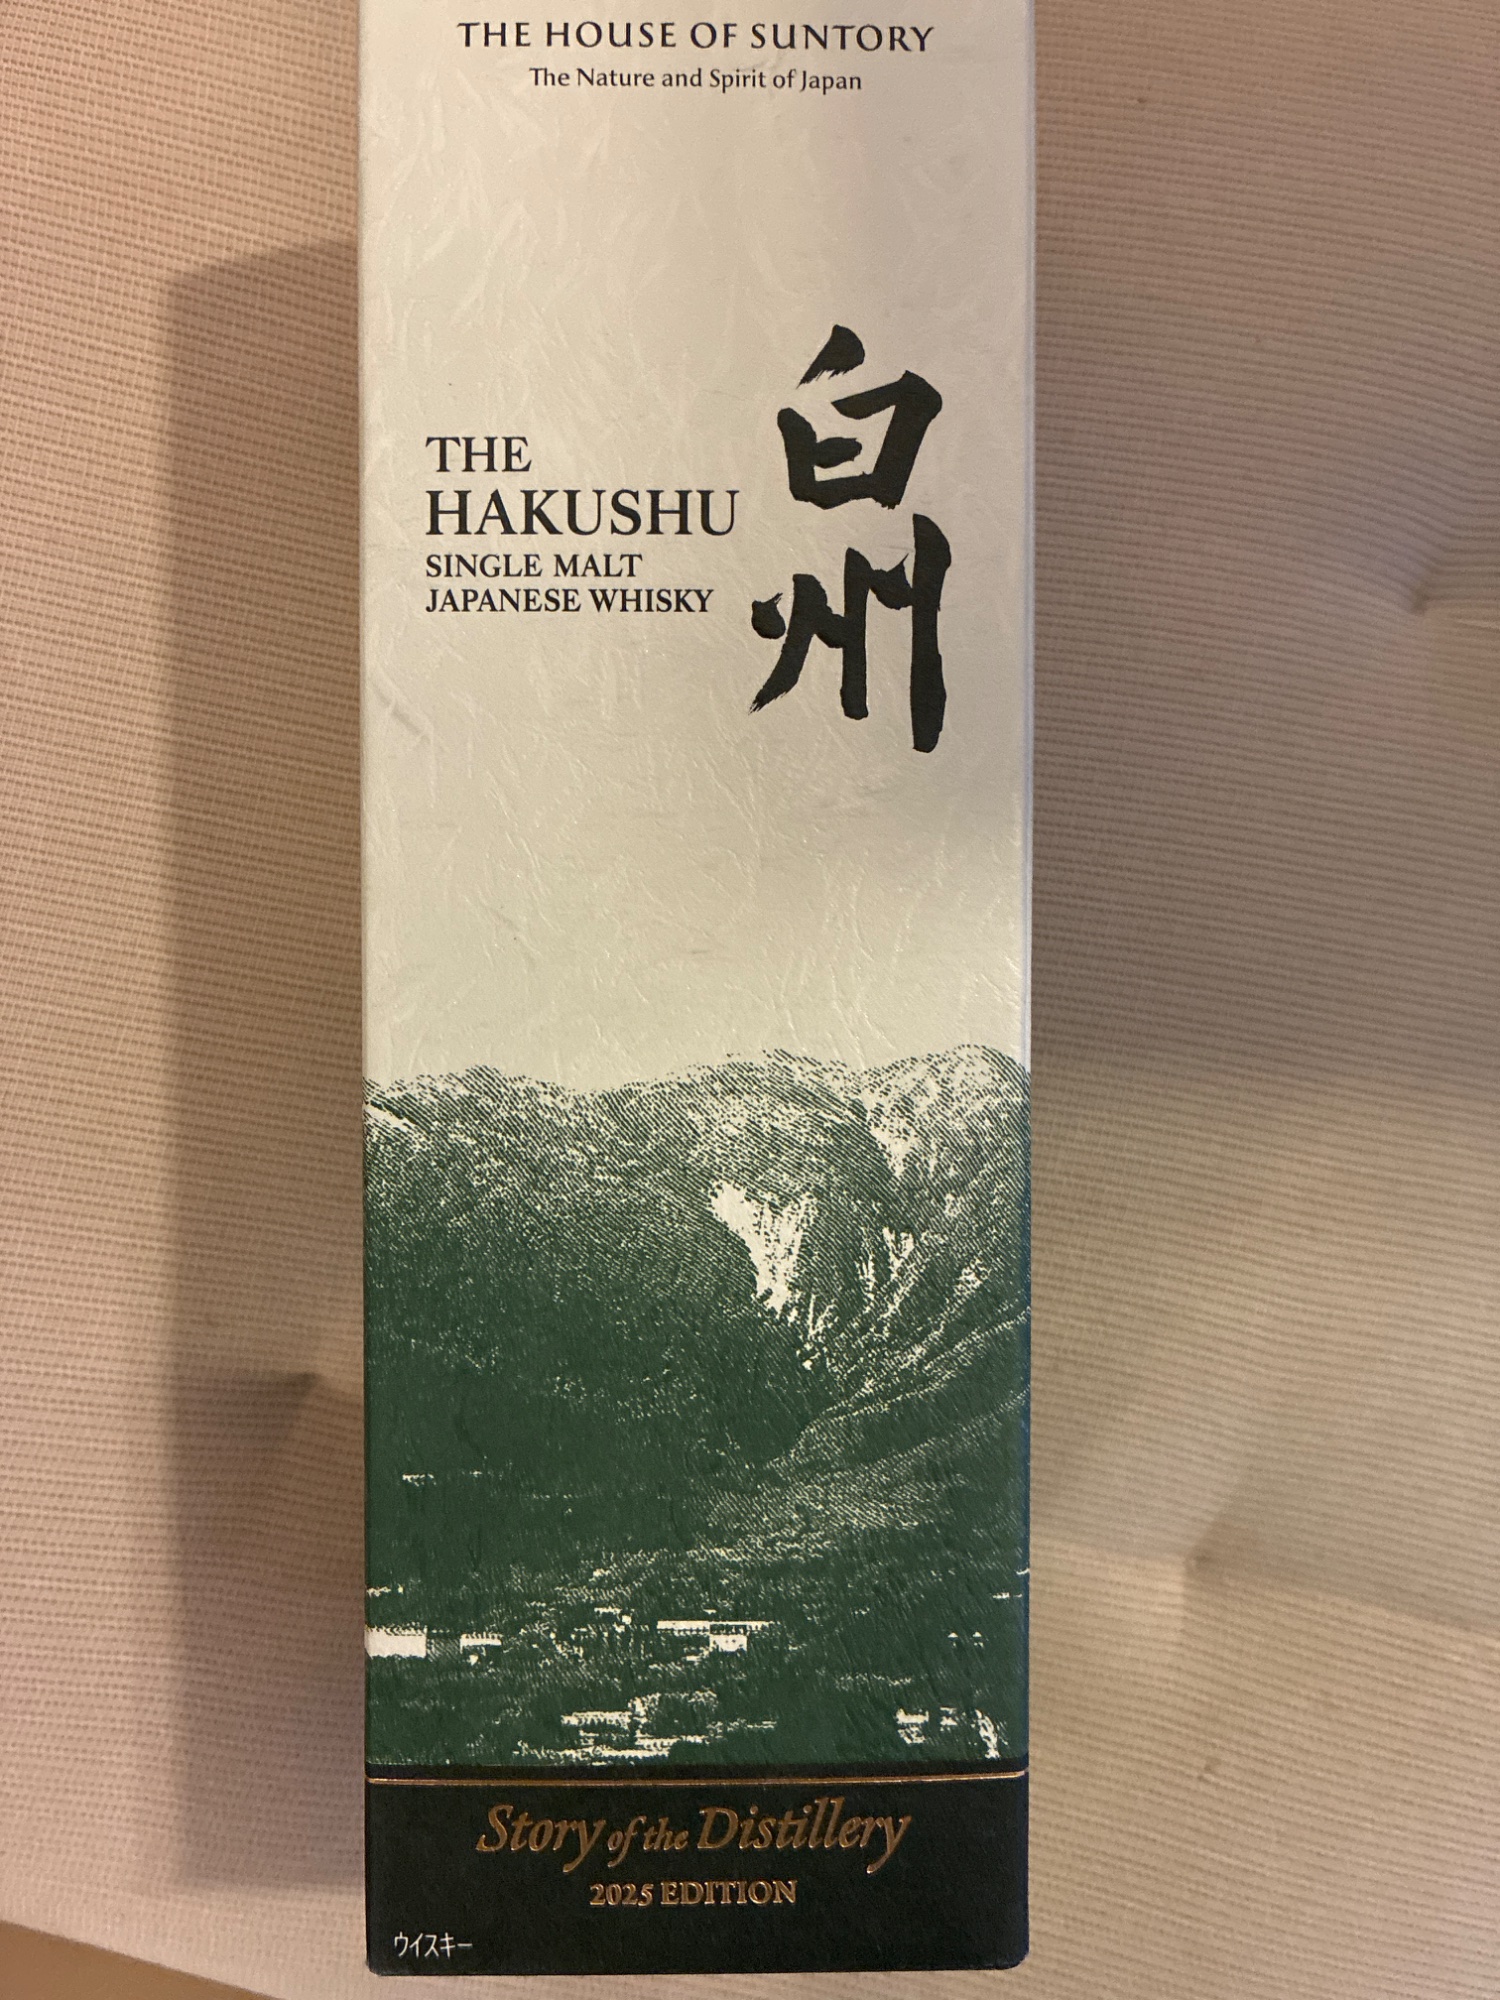 THE HOUSE OF SUNTORY
The Nature and Spirit of Japan
白州
THE
HAKUSHU
SINGLE MALT
JAPANESE WHISKY
Story of the Distillery
2025 EDITION
ウイスキー